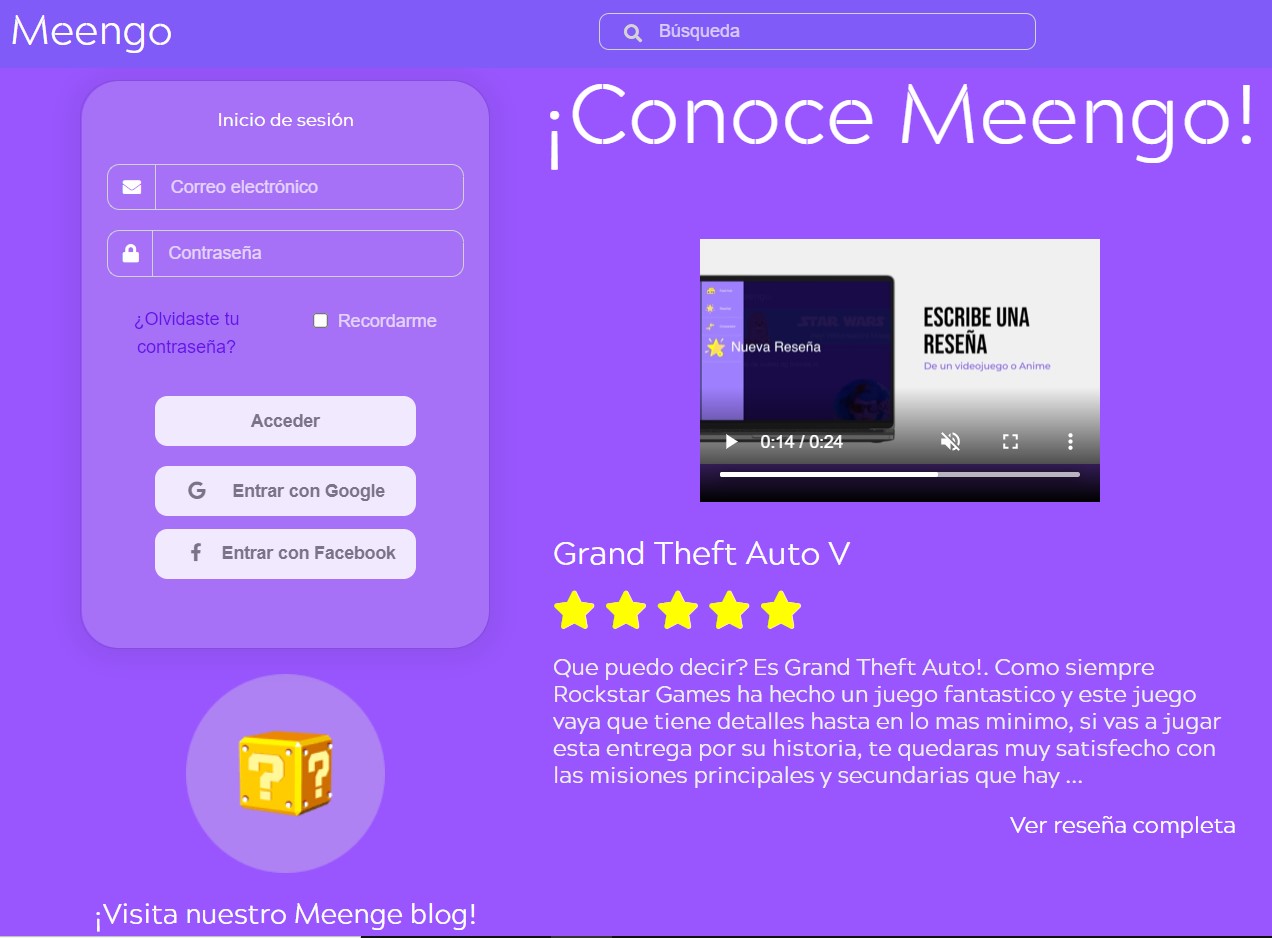 Meengo
Búsqueda
Inicio de sesión
Correo electrónico
Contraseña
¿Olvidaste tu
contraseña?
Recordarme
Acceder
G Entrar con Google
f Entrar con Facebook
? ?
¡Visita nuestro Meenge blog!
¡Conoce Meengo!
STAR WARS
Nueva Reseña
ESCRIBE UNA
RESEÑA
De un videojuego o Anime
0:14 / 0:24
Grand Theft Auto V
Que puedo decir? Es Grand Theft Auto!. Como siempre
Rockstar Games ha hecho un juego fantastico y este juego
vaya que tiene detalles hasta en lo mas minimo, si vas a jugar
esta entrega por su historia, te quedaras muy satisfecho con
las misiones principales y secundarias que hay ...
Ver reseña completa